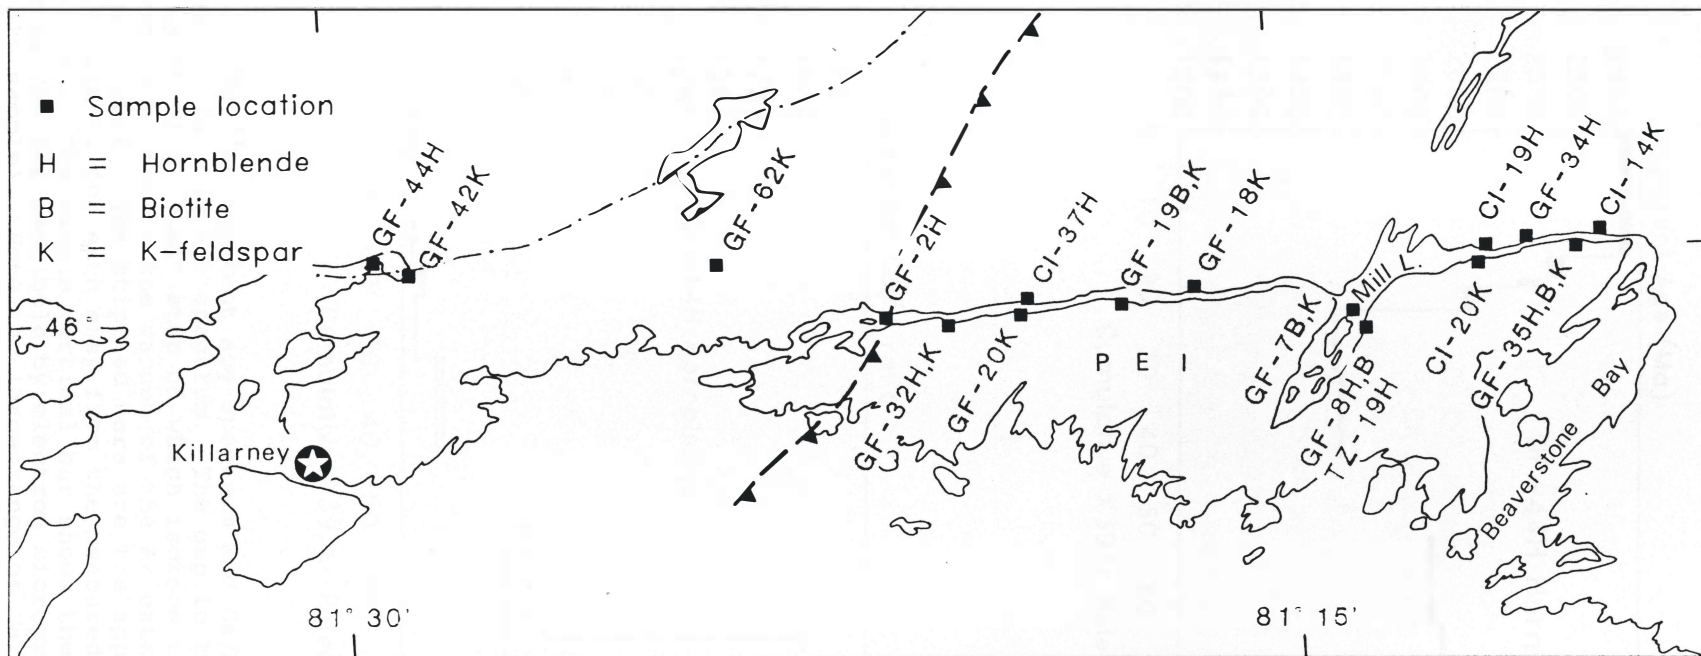 ■ Sample location
H = Hornblende
B = Biotite
K = K-feldspar
GF-44H
GF-42K
GF-62K
GF-2H
CI-37H
GF-19B,K
GF-18K
CI-19H
GF-34H
CI-14K
Mill L.
46°
PEI
GF-32H,K
GF-20K
GF-7B,K
GF-8H,B
TZ-19H
CI-20K
GF-35H,B,K
Killarney
Beaverstone Bay
81° 30'
81° 15'